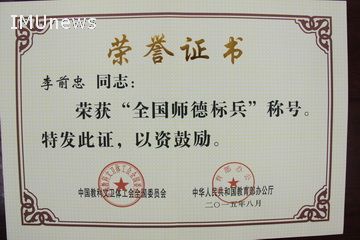 IMUnews
荣誉证书
李前忠 同志:
荣获“全国师德标兵”称号。
特发此证,以资鼓励。
中国教科文卫体工会全国委员会 中华人民共和国教育部办公厅
二〇一五年八月